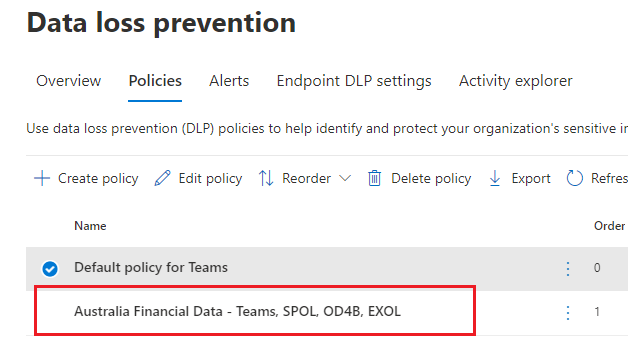 Data loss prevention
Overview Policies Alerts Endpoint DLP settings Activity explorer
Use data loss prevention (DLP) policies to help identify and protect your organization's sensitive
Create policy Edit policy Reorder Delete policy Export Refres
Name Order
Default policy for Teams 0
Australia Financial Data - Teams, SPOL, OD4B, EXOL 1